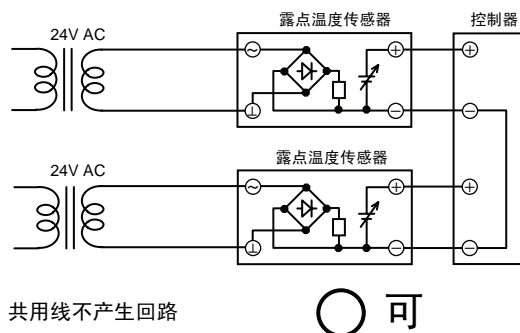 24V AC 露点温度传感器 控制器
~ + +
⊥ − −
24V AC 露点温度传感器
~ + +
⊥ − −
共用线不产生回路 可